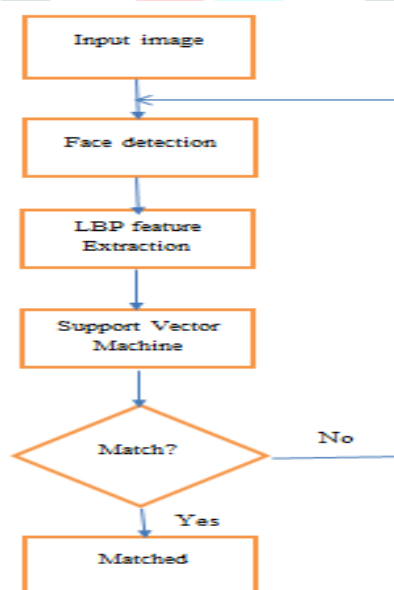 Input image
Face detection
LBP feature
Extraction
Support Vector
Machine
Match?
No
Yes
Matched